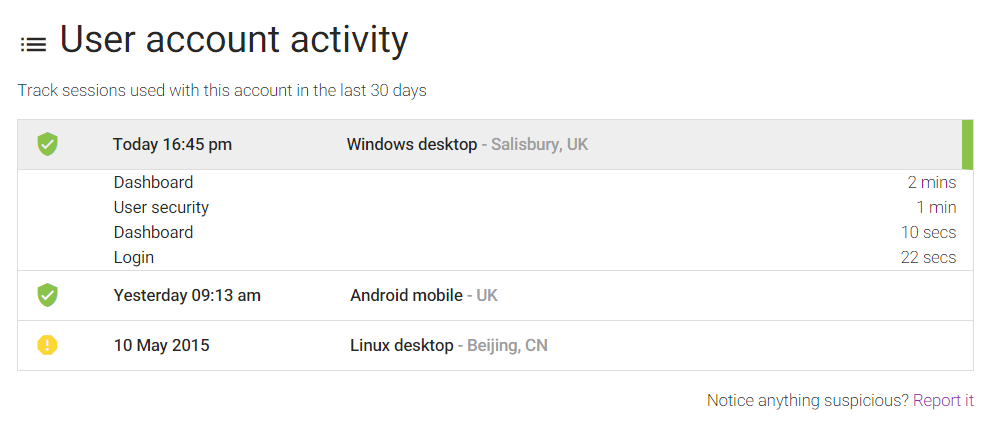 User account activity
Track sessions used with this account in the last 30 days
Today 16:45 pm Windows desktop - Salisbury, UK
Dashboard 2 mins
User security 1 min
Dashboard 10 secs
Login 22 secs
Yesterday 09:13 am Android mobile - UK
10 May 2015 Linux desktop - Beijing, CN
Notice anything suspicious? Report it